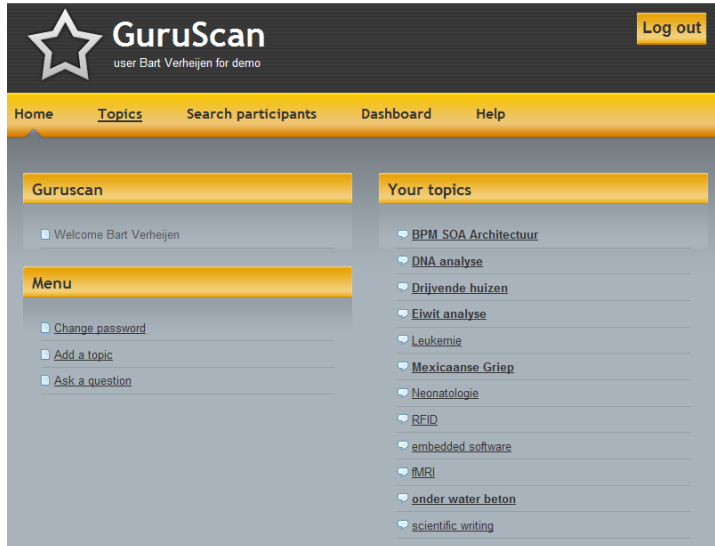 GuruScan
user Bart Verheijen for demo
Log out
Home Topics Search participants Dashboard Help
Guruscan
Welcome Bart Verheijen
Menu
Change password
Add a topic
Ask a question
Your topics
BPM SOA Architectuur
DNA analyse
Drijvende huizen
Eiwit analyse
Leukemie
Mexicaanse Griep
Neonatologie
RFID
embedded software
fMRI
onder water beton
scientific writing